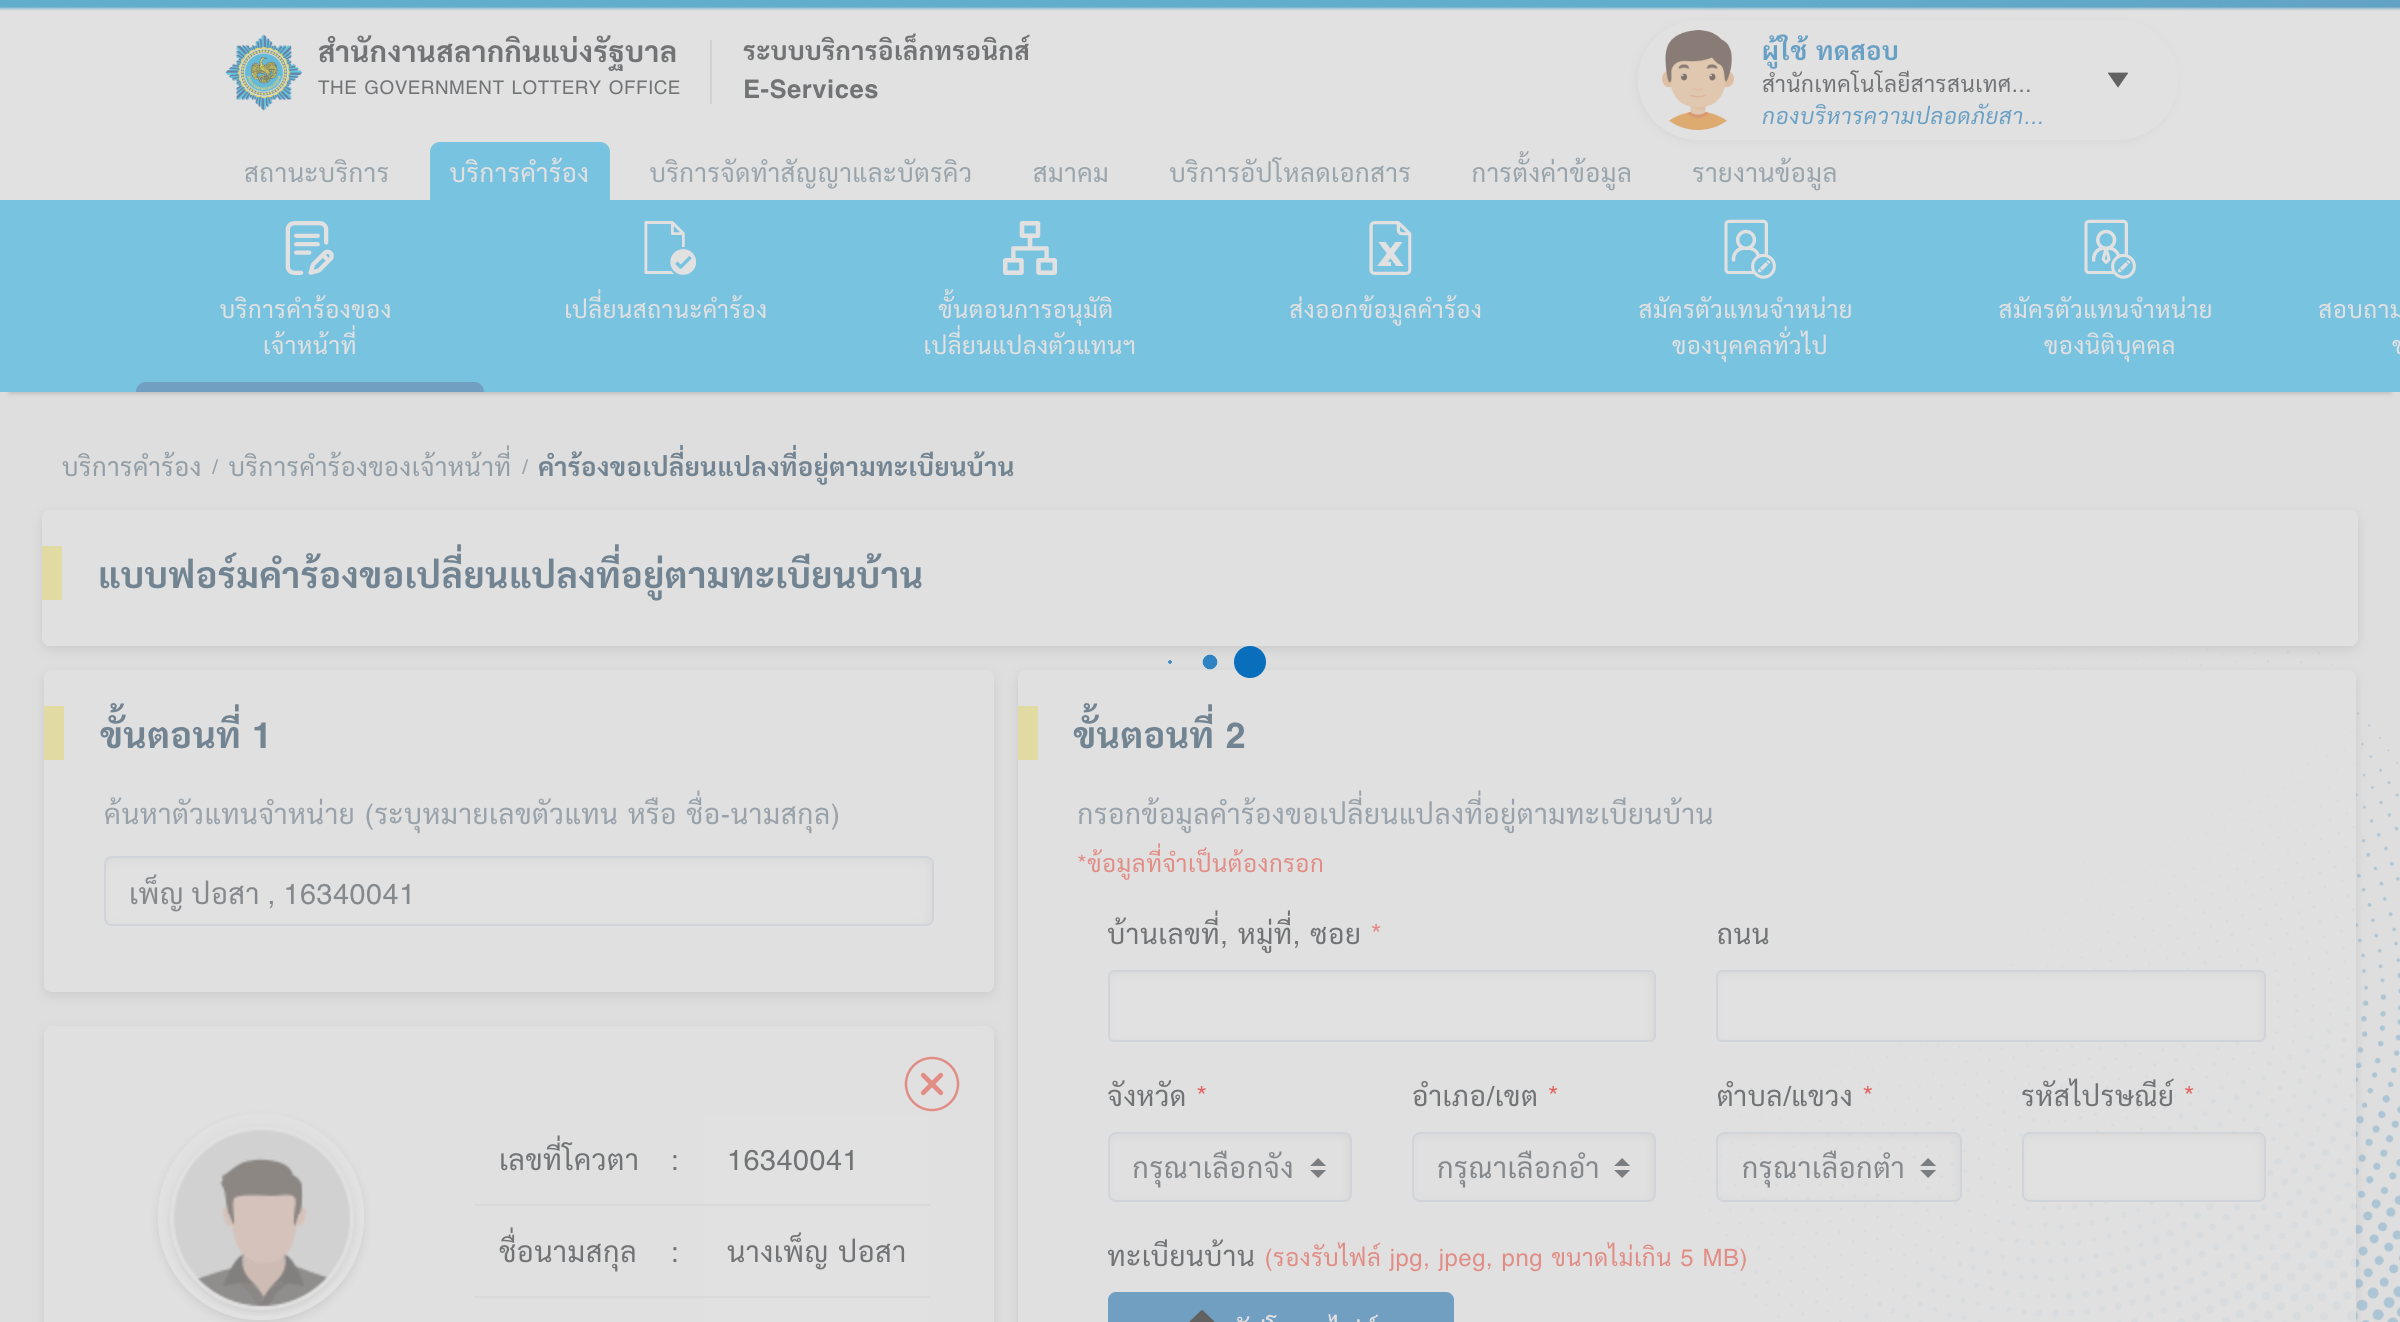 สำนักงานสลากกินแบ่งรัฐบาล
THE GOVERNMENT LOTTERY OFFICE
ระบบบริการอิเล็กทรอนิกส์
E-Services
ผู้ใช้ ทดสอบ
สำนักเทคโนโลยีสารสนเทศ...
กองบริหารความปลอดภัยสา...
สถานะบริการ
บริการคำร้อง
บริการจัดทำสัญญาและบัตรคิว
สมาคม
บริการอัปโหลดเอกสาร
การตั้งค่าข้อมูล
รายงานข้อมูล
บริการคำร้องของ
เจ้าหน้าที่
เปลี่ยนสถานะคำร้อง
ขั้นตอนการอนุมัติ
เปลี่ยนแปลงตัวแทนฯ
ส่งออกข้อมูลคำร้อง
สมัครตัวแทนจำหน่าย
ของบุคคลทั่วไป
สมัครตัวแทนจำหน่าย
ของนิติบุคคล
สอบถาม
บริการคำร้อง / บริการคำร้องของเจ้าหน้าที่ / คำร้องขอเปลี่ยนแปลงที่อยู่ตามทะเบียนบ้าน
แบบฟอร์มคำร้องขอเปลี่ยนแปลงที่อยู่ตามทะเบียนบ้าน
ขั้นตอนที่ 1
ค้นหาตัวแทนจำหน่าย (ระบุหมายเลขตัวแทน หรือ ชื่อ-นามสกุล)
เพ็ญ ปอสา , 16340041
เลขที่โควตา : 16340041
ชื่อนามสกุล : นางเพ็ญ ปอสา
ขั้นตอนที่ 2
กรอกข้อมูลคำร้องขอเปลี่ยนแปลงที่อยู่ตามทะเบียนบ้าน
*ข้อมูลที่จำเป็นต้องกรอก
บ้านเลขที่, หมู่ที่, ซอย *
ถนน
จังหวัด *
อำเภอ/เขต *
ตำบล/แขวง *
รหัสไปรษณีย์ *
กรุณาเลือกจัง
กรุณาเลือกอำ
กรุณาเลือกตำ
ทะเบียนบ้าน (รองรับไฟล์ jpg, jpeg, png ขนาดไม่เกิน 5 MB)